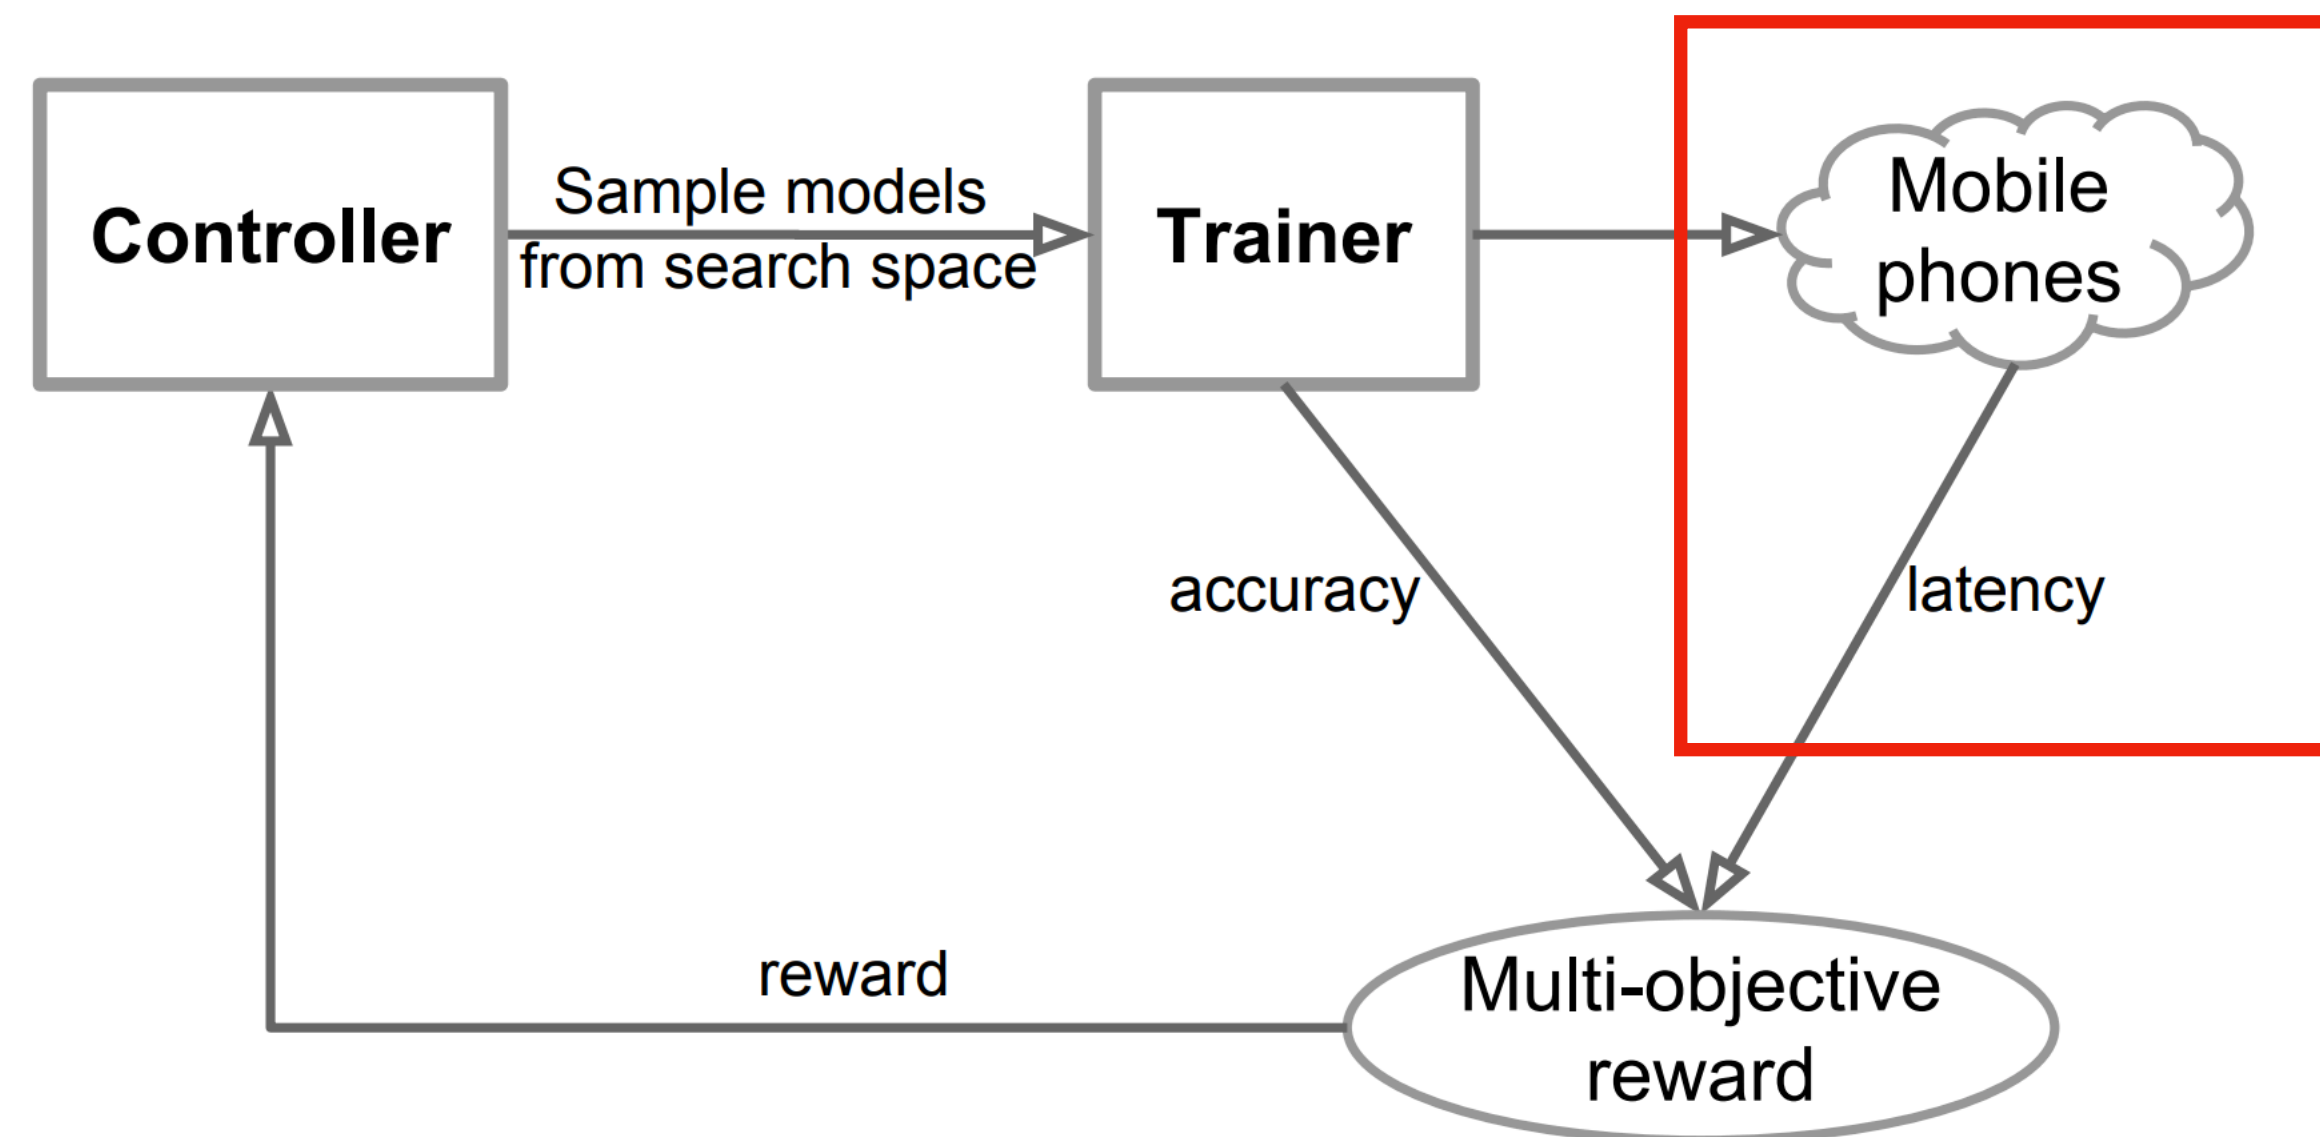 Controller
Sample models
from search space
Trainer
Mobile
phones
accuracy
latency
reward
Multi-objective
reward